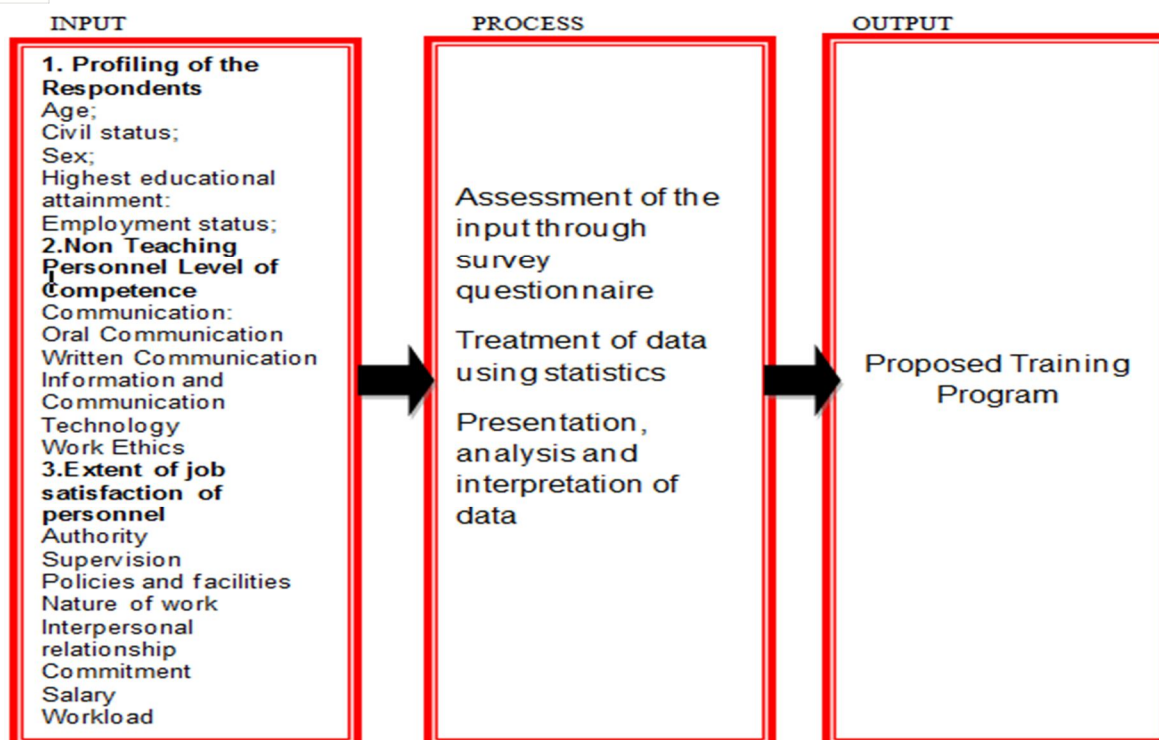 INPUT
1. Profiling of the
Respondents
Age;
Civil status;
Sex;
Highest educational
attainment:
Employment status;
2.Non Teaching
Personnel Level of
Competence
Communication:
Oral Communication
Written Communication
Information and
Communication
Technology
Work Ethics
3.Extent of job
satisfaction of
personnel
Authority
Supervision
Policies and facilities
Nature of work
Interpersonal
relationship
Commitment
Salary
Workload
PROCESS
Assessment of the
input through
survey
questionnaire
Treatment of data
using statistics
Presentation,
analysis and
interpretation of
data
OUTPUT
Proposed Training
Program